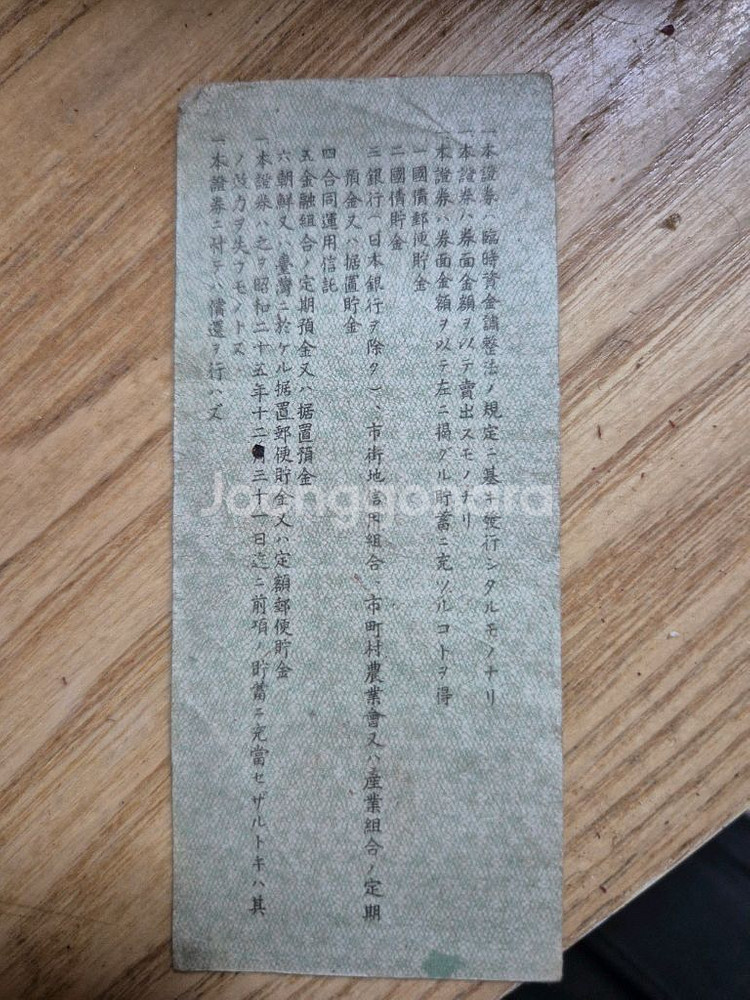 一本證券ハ臨時資金調整法ノ規定ニ基キ發行シタルモノナリ
一本證券ハ券面金額ヲ以テ賣出スモノナリ
一本證券ハ券面金額ヲ以テ左ニ揭グル貯蓄ニ充ツルコトヲ得
一國債郵便貯金
二國債貯金
三銀行(日本銀行ヲ除ク)、市街地信用組合、市町村農業會又ハ產業組合ノ定期
預金又ハ据置貯金
四合同運用信託
五金融組合ノ定期預金又ハ据置預金
六朝鮮又ハ臺灣ニ於ケル据置郵便貯金又ハ定額郵便貯金
一本證券ハ之ヲ昭和二十五年十二月三十一日迄ニ前項ノ貯蓄ニ充當セザルトキハ其
ノ效力ヲ失フモノトス
一本證券ニ付テハ償還ヲ行ハズ
Joonggonara